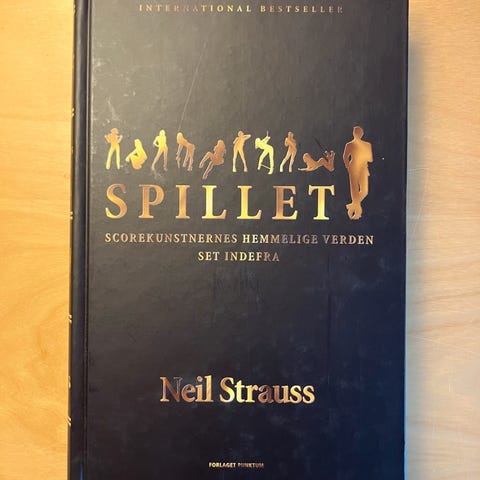 INTERNATIONAL BESTSELLER
SPILLET
SCOREKUNSTNERNES HEMMELIGE VERDEN
SET INDEFRA
Neil Strauss
FORLAGET PUNKTUM